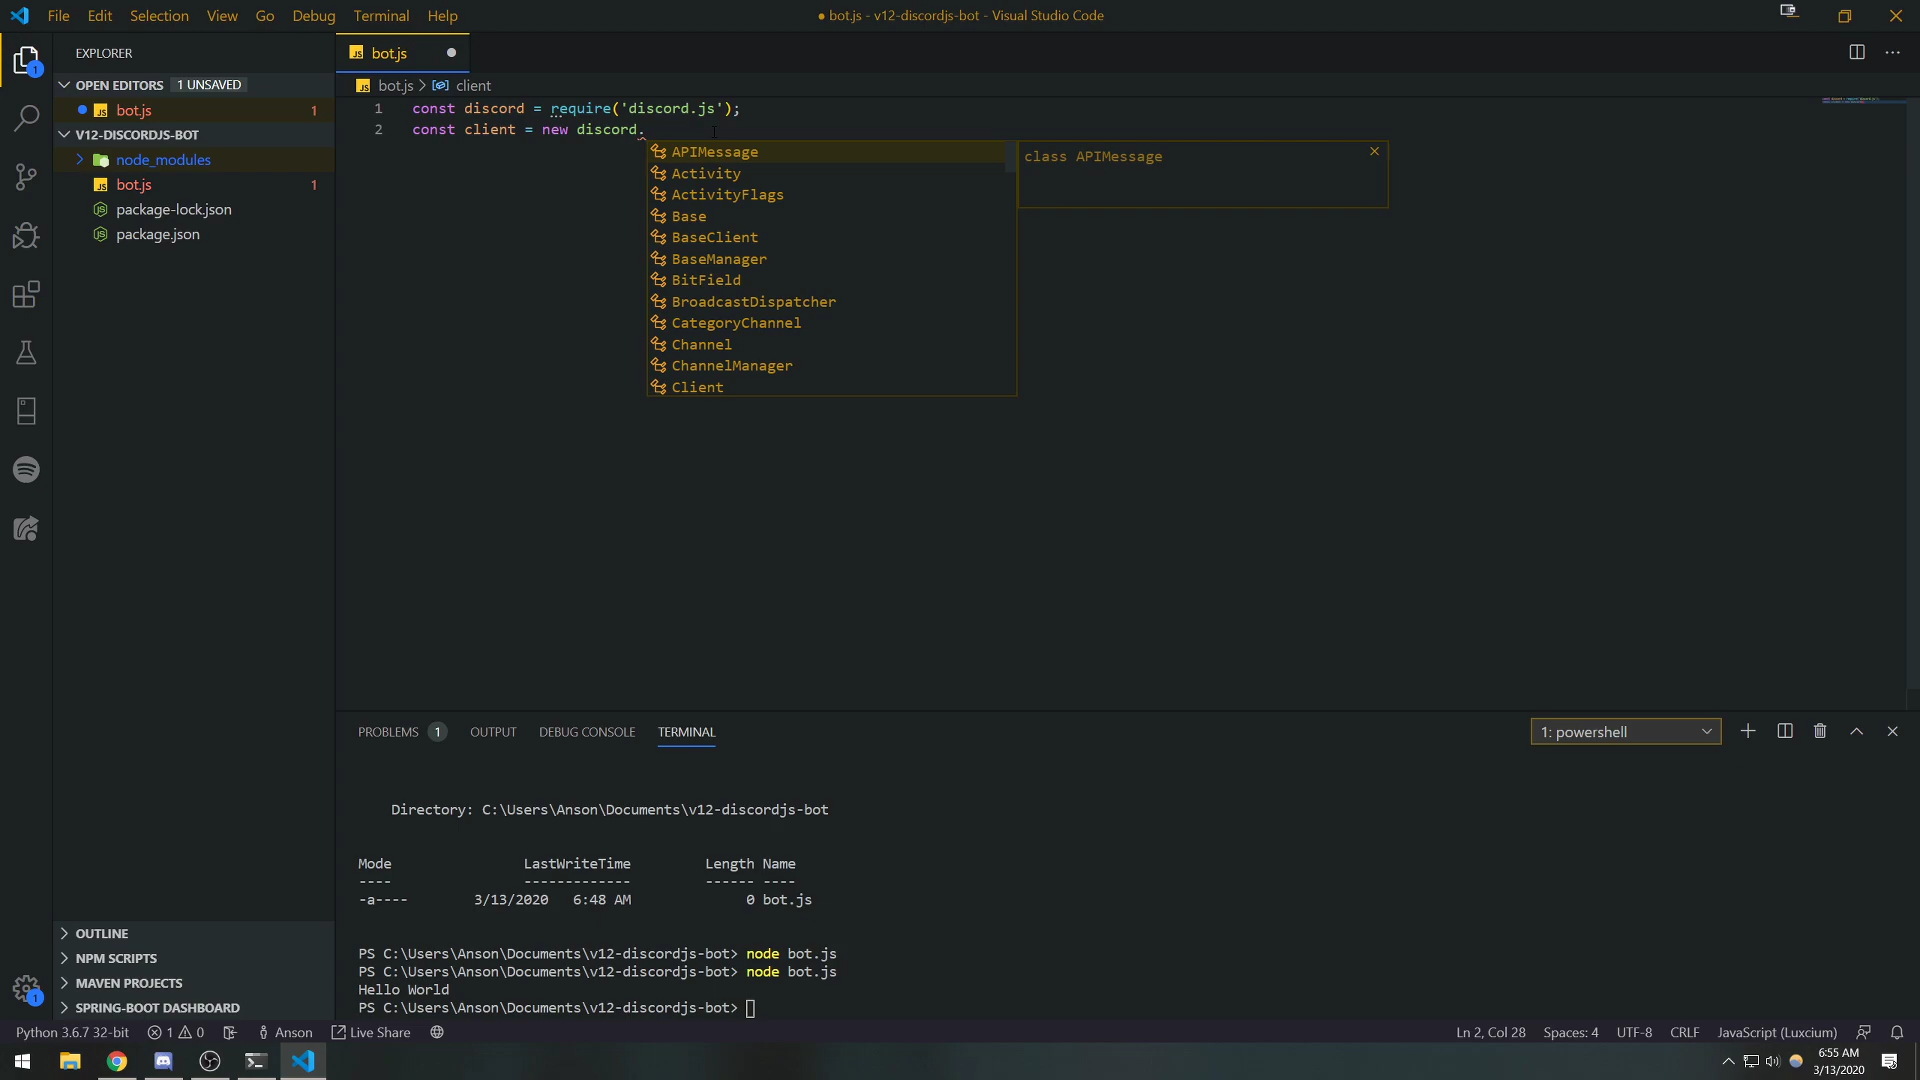 File Edit Selection View Go Debug Terminal Help
● bot.js - v12-discordjs-bot - Visual Studio Code
EXPLORER
OPEN EDITORS 1 UNSAVED
bot.js 1
V12-DISCORDJS-BOT
node_modules
bot.js 1
package-lock.json
package.json
OUTLINE
NPM SCRIPTS
MAVEN PROJECTS
SPRING-BOOT DASHBOARD
1
1
JS bot.js
JS bot.js > client
1 const discord = require('discord.js');
2 const client = new discord.
APIMessage
Activity
ActivityFlags
Base
BaseClient
BaseManager
BitField
BroadcastDispatcher
CategoryChannel
Channel
ChannelManager
Client
class APIMessage
PROBLEMS 1 OUTPUT DEBUG CONSOLE TERMINAL
1: powershell
Directory: C:\Users\Anson\Documents\v12-discordjs-bot
Mode LastWriteTime Length Name
---- ------------- ------ ----
-a---- 3/13/2020 6:48 AM 0 bot.js
PS C:\Users\Anson\Documents\v12-discordjs-bot> node bot.js
PS C:\Users\Anson\Documents\v12-discordjs-bot> node bot.js
Hello World
PS C:\Users\Anson\Documents\v12-discordjs-bot>
Python 3.6.7 32-bit 1 0 Anson Live Share
Ln 2, Col 28 Spaces: 4 UTF-8 CRLF JavaScript (Luxcium)
6:55 AM
3/13/2020